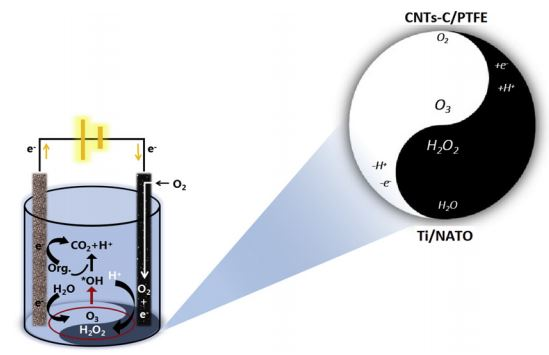 CNTs-C/PTFE
O₂
+e⁻
+H⁺
O₃
H₂O₂
-H⁺
-e⁻
H₂O
Ti/NATO
e⁻ e⁻
O₂
e⁻ CO₂+H⁺
Org.
*OH H⁺
H₂O O₂
e⁻ +
O₃ e⁻
H₂O₂